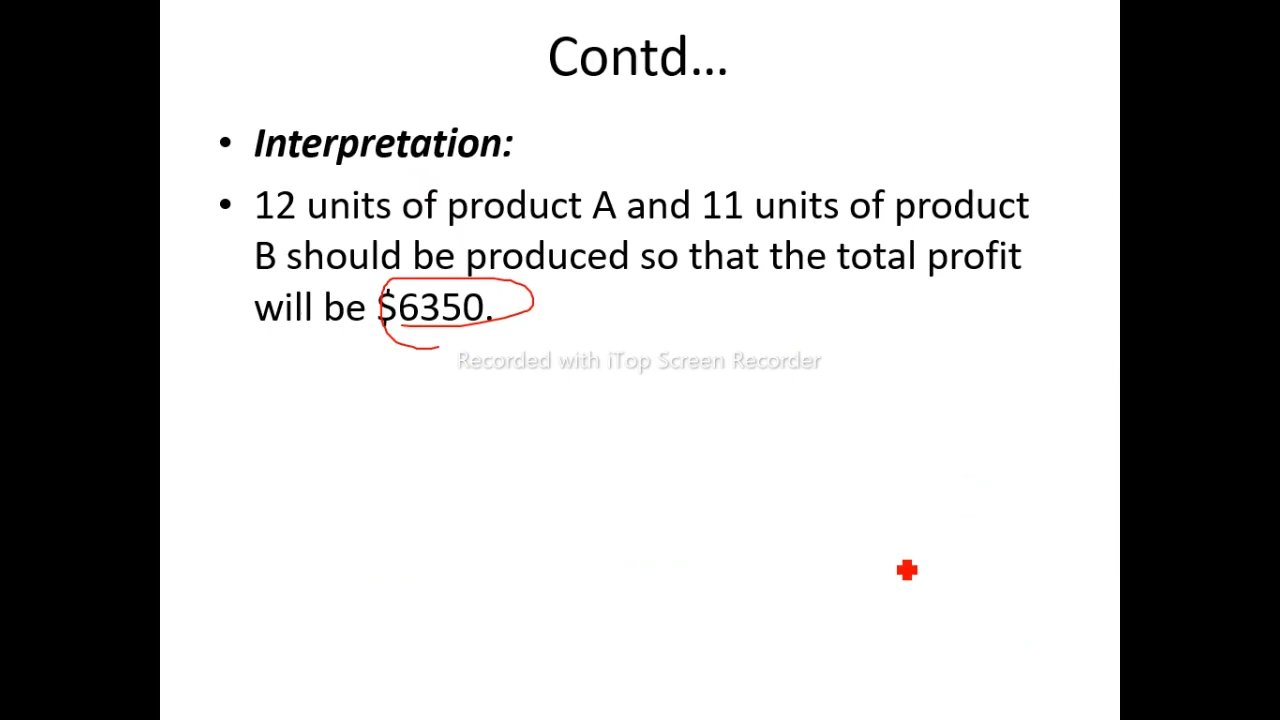 Contd...
• Interpretation:
• 12 units of product A and 11 units of product
B should be produced so that the total profit
will be $6350.
Recorded with iTop Screen Recorder